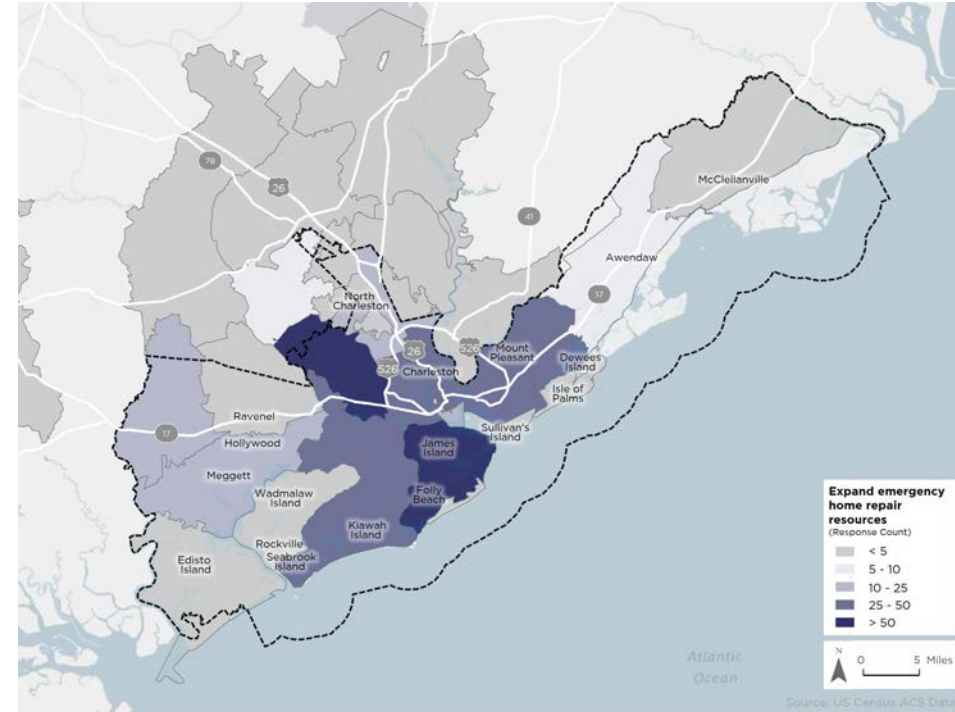 McClellanville
78
26
41
Awendaw
17
North
Charleston
Mount
Pleasant
526
26
526
Charleston
Dewees
Island
Isle of
Palms
Ravenel
Sullivan's
Island
17
Hollywood
James
Island
Meggett
Wadmalaw
Island
Folly
Beach
Kiawah
Island
Rockville
Seabrook
Island
Edisto
Island
Expand emergency
home repair
resources
(Response Count)
< 5
5 - 10
10 - 25
25 - 50
> 50
N
0 5 Miles
Atlantic
Ocean
Source: US Census ACS Data